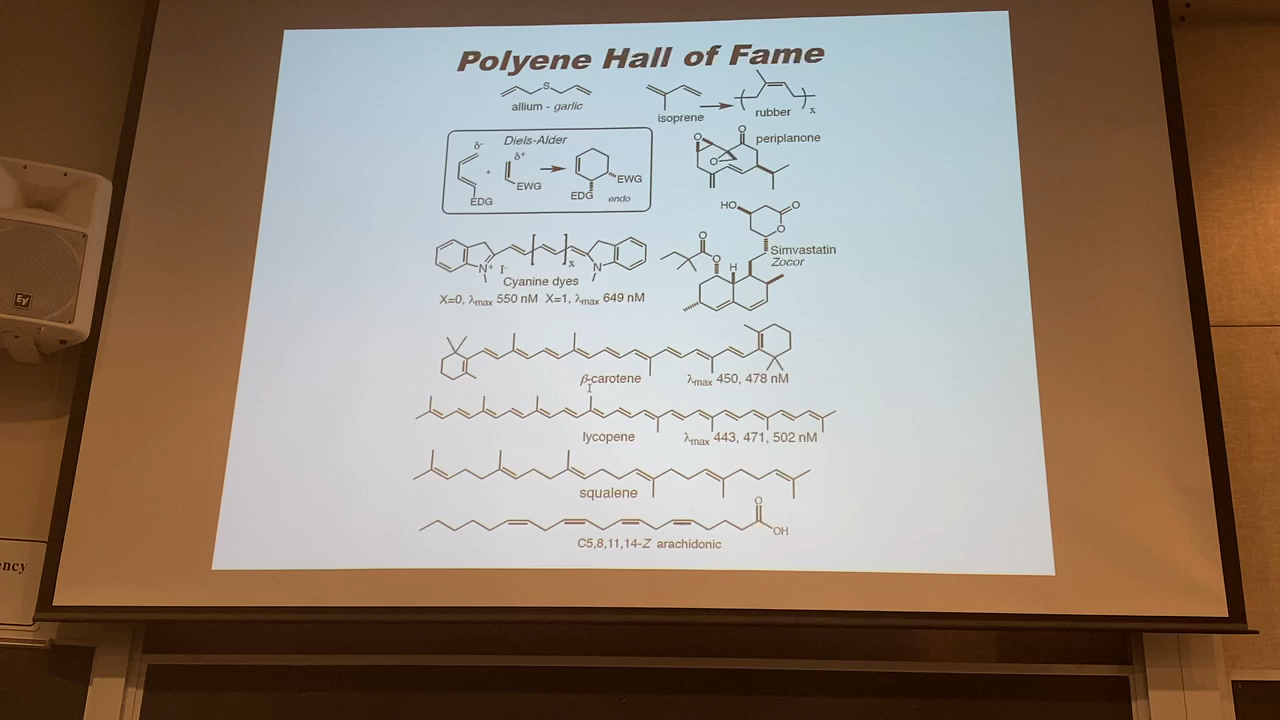 Polyene Hall of Fame
S
allium - garlic
isoprene
rubber
x
Diels-Alder
δ-
δ+
+
EWG
EDG
EWG
EDG
endo
O
O
O
periplanone
HO
O
O
O
O
H
Simvastatin
Zocor
N+ I-
x
N
Cyanine dyes
X=0, λmax 550 nM X=1, λmax 649 nM
β-carotene
λmax 450, 478 nM
lycopene
λmax 443, 471, 502 nM
squalene
O
OH
C5,8,11,14-Z arachidonic
EV
ency